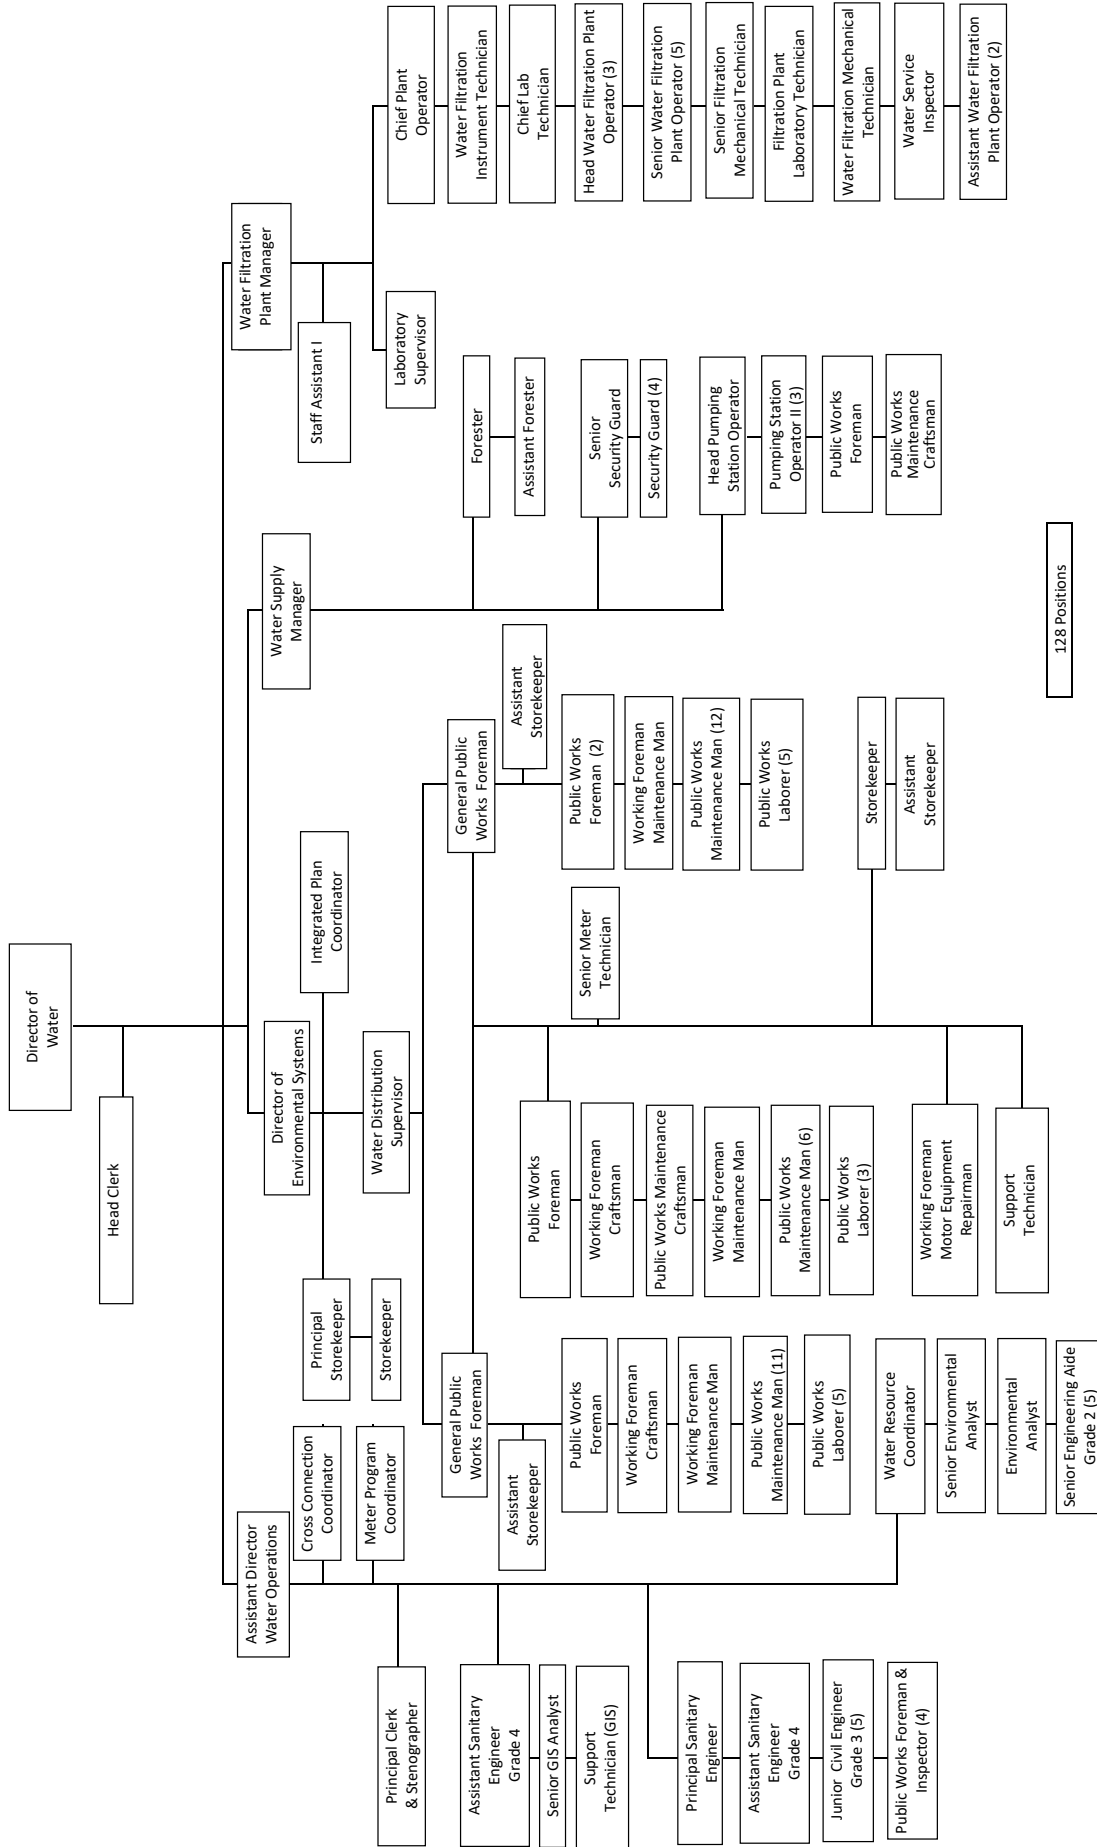 Director of
Water
Head Clerk
Assistant Director
Water Operations
Director of
Environmental Systems
Water Supply
Manager
Water Filtration
Plant Manager
Cross Connection
Coordinator
Meter Program
Coordinator
Principal Clerk
& Stenographer
Assistant Sanitary
Engineer
Grade 4
Senior GIS Analyst
Support
Technician (GIS)
Principal Sanitary
Engineer
Assistant Sanitary
Engineer
Grade 4
Junior Civil Engineer
Grade 3 (5)
Public Works Foreman &
Inspector (4)
Water Resource
Coordinator
Senior Environmental
Analyst
Environmental
Analyst
Senior Engineering Aide
Grade 2 (5)
Principal
Storekeeper
Storekeeper
Integrated Plan
Coordinator
Water Distribution
Supervisor
General Public
Works Foreman
Assistant
Storekeeper
Public Works
Foreman
Working Foreman
Craftsman
Working Foreman
Maintenance Man
Public Works
Maintenance Man (11)
Public Works
Laborer (5)
Public Works
Foreman
Working Foreman
Craftsman
Public Works Maintenance
Craftsman
Working Foreman
Maintenance Man
Public Works
Maintenance Man (6)
Public Works
Laborer (3)
Working Foreman
Motor Equipment
Repairman
Support
Technician
Senior Meter
Technician
Storekeeper
Assistant
Storekeeper
General Public
Works Foreman
Assistant
Storekeeper
Public Works
Foreman (2)
Working Foreman
Maintenance Man
Public Works
Maintenance Man (12)
Public Works
Laborer (5)
Forester
Assistant Forester
Senior
Security Guard
Security Guard (4)
Head Pumping
Station Operator
Pumping Station
Operator II (3)
Public Works
Foreman
Public Works
Maintenance
Craftsman
Staff Assistant I
Laboratory
Supervisor
Chief Plant
Operator
Water Filtration
Instrument Technician
Chief Lab
Technician
Head Water Filtration Plant
Operator (3)
Senior Water Filtration
Plant Operator (5)
Senior Filtration
Mechanical Technician
Filtration Plant
Laboratory Technician
Water Filtration Mechanical
Technician
Water Service
Inspector
Assistant Water Filtration
Plant Operator (2)
128 Positions